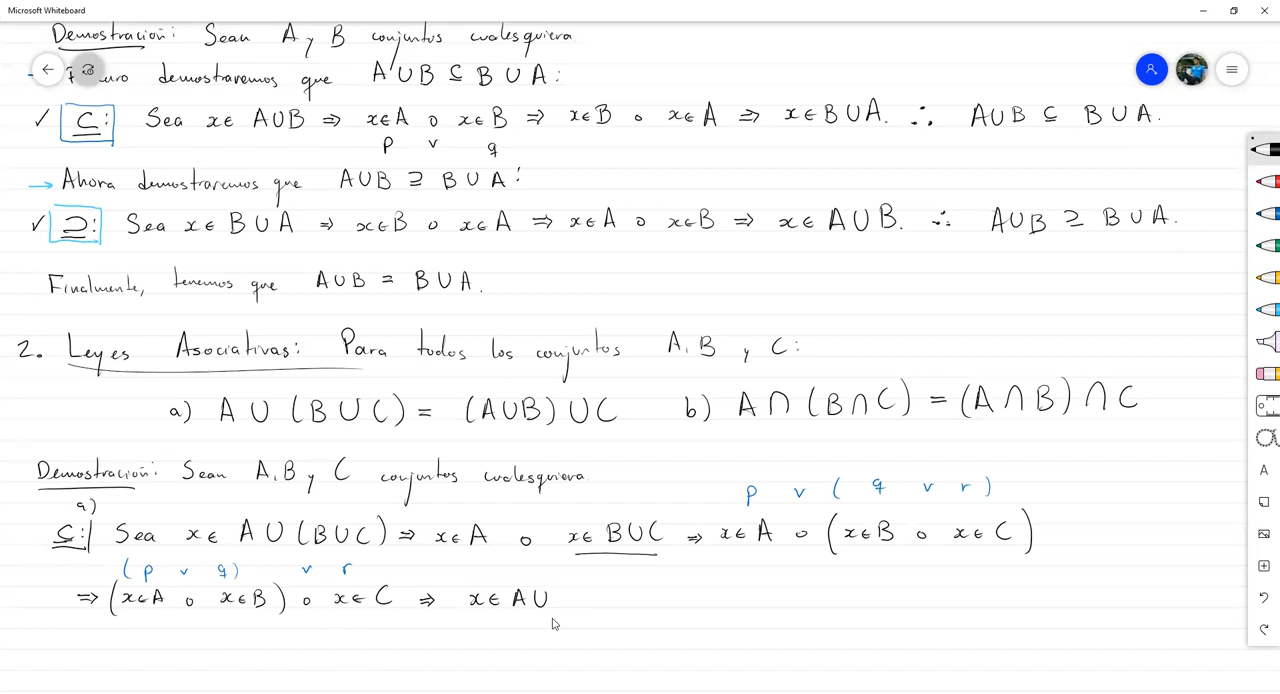 Microsoft Whiteboard
Demostración: Sean A y B conjuntos cualesquiera
demostraremos que A U B ⊆ B U A:
✓ ⊆: Sea x ∈ A U B ⇒ x∈A o x∈B ⇒ x∈B o x∈A ⇒ x∈ B U A. ∴ A U B ⊆ B U A.
p v q
→ Ahora demostraremos que A U B ⊇ B U A:
✓ ⊇: Sea x ∈ B U A ⇒ x∈B o x∈A ⇒ x∈A o x∈B ⇒ x∈ A U B. ∴ A U B ⊇ B U A.
Finalmente, tenemos que A U B = B U A.
2. Leyes Asociativas: Para todos los conjuntos A, B y C:
a) A U (B U C) = (A U B) U C b) A ∩ (B ∩ C) = (A ∩ B) ∩ C
Demostración: Sean A, B y C conjuntos cualesquiera.
a)
p v ( q v r )
⊆: Sea x ∈ A U (B U C) ⇒ x∈A o x∈ B U C ⇒ x∈A o (x∈B o x∈C)
( p v q ) v r
⇒ (x∈A o x∈B) o x∈C ⇒ x∈ A U
A